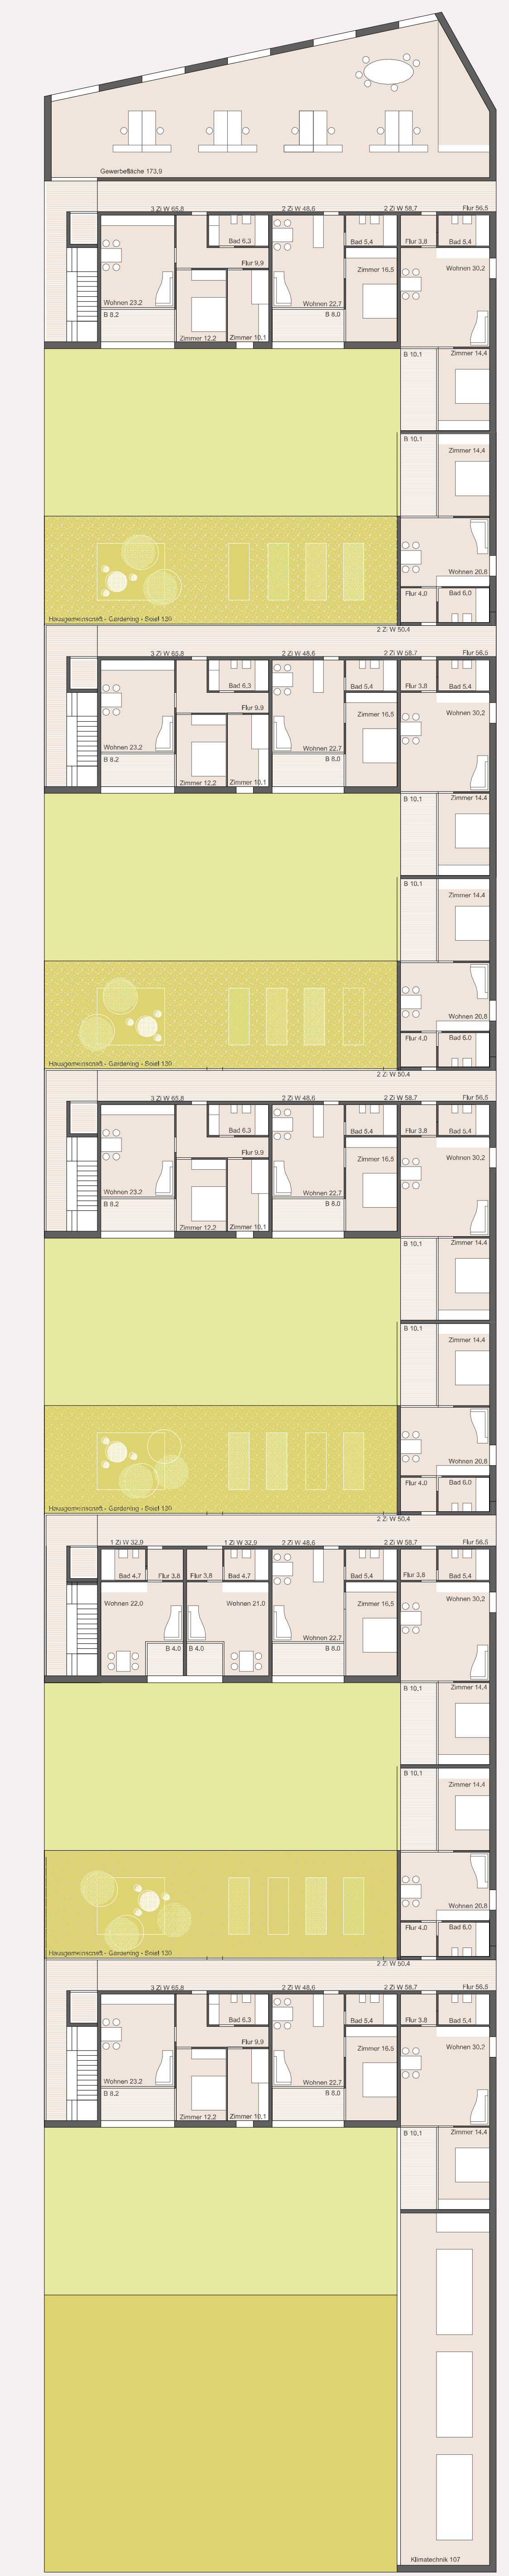 Gewerbefläche 173,9
3 Zi W 65,8
2 Zi W 48,6
2 Zi W 58,7
Flur 56,5
Bad 6,3
Bad 5,4
Flur 3,8
Bad 5,4
Flur 9,9
Zimmer 16,5
Wohnen 30,2
Wohnen 23,2
Wohnen 22,7
B 8,2
B 8,0
Zimmer 12,2
Zimmer 10,1
B 10,1
Zimmer 14,4
B 10,1
Zimmer 14,4
Wohnen 20,8
Flur 4,0
Bad 6,0
Hausgemeinschaft - Gardening - Spiel 130
2 Zi W 50,4
3 Zi W 65,8
2 Zi W 48,6
2 Zi W 58,7
Flur 56,5
Bad 6,3
Bad 5,4
Flur 3,8
Bad 5,4
Flur 9,9
Zimmer 16,5
Wohnen 30,2
Wohnen 23,2
Wohnen 22,7
B 8,2
B 8,0
Zimmer 12,2
Zimmer 10,1
B 10,1
Zimmer 14,4
B 10,1
Zimmer 14,4
Wohnen 20,8
Flur 4,0
Bad 6,0
Hausgemeinschaft - Gardening - Spiel 130
2 Zi W 50,4
3 Zi W 65,8
2 Zi W 48,6
2 Zi W 58,7
Flur 56,5
Bad 6,3
Bad 5,4
Flur 3,8
Bad 5,4
Flur 9,9
Zimmer 16,5
Wohnen 30,2
Wohnen 23,2
Wohnen 22,7
B 8,2
B 8,0
Zimmer 12,2
Zimmer 10,1
B 10,1
Zimmer 14,4
B 10,1
Zimmer 14,4
Wohnen 20,8
Flur 4,0
Bad 6,0
Hausgemeinschaft - Gardening - Spiel 130
2 Zi W 50,4
1 Zi W 32,9
1 Zi W 32,9
2 Zi W 48,6
2 Zi W 58,7
Flur 56,5
Bad 4,7
Flur 3,8
Flur 3,8
Bad 4,7
Bad 5,4
Flur 3,8
Bad 5,4
Wohnen 22,0
Wohnen 21,0
Zimmer 16,5
Wohnen 30,2
Wohnen 22,7
B 4,0
B 4,0
B 8,0
B 10,1
Zimmer 14,4
B 10,1
Zimmer 14,4
Wohnen 20,8
Flur 4,0
Bad 6,0
Hausgemeinschaft - Gardening - Spiel 130
2 Zi W 50,4
3 Zi W 65,8
2 Zi W 48,6
2 Zi W 58,7
Flur 56,5
Bad 6,3
Bad 5,4
Flur 3,8
Bad 5,4
Flur 9,9
Zimmer 16,5
Wohnen 30,2
Wohnen 23,2
Wohnen 22,7
B 8,2
B 8,0
Zimmer 12,2
Zimmer 10,1
B 10,1
Zimmer 14,4
Klimatechnik 107